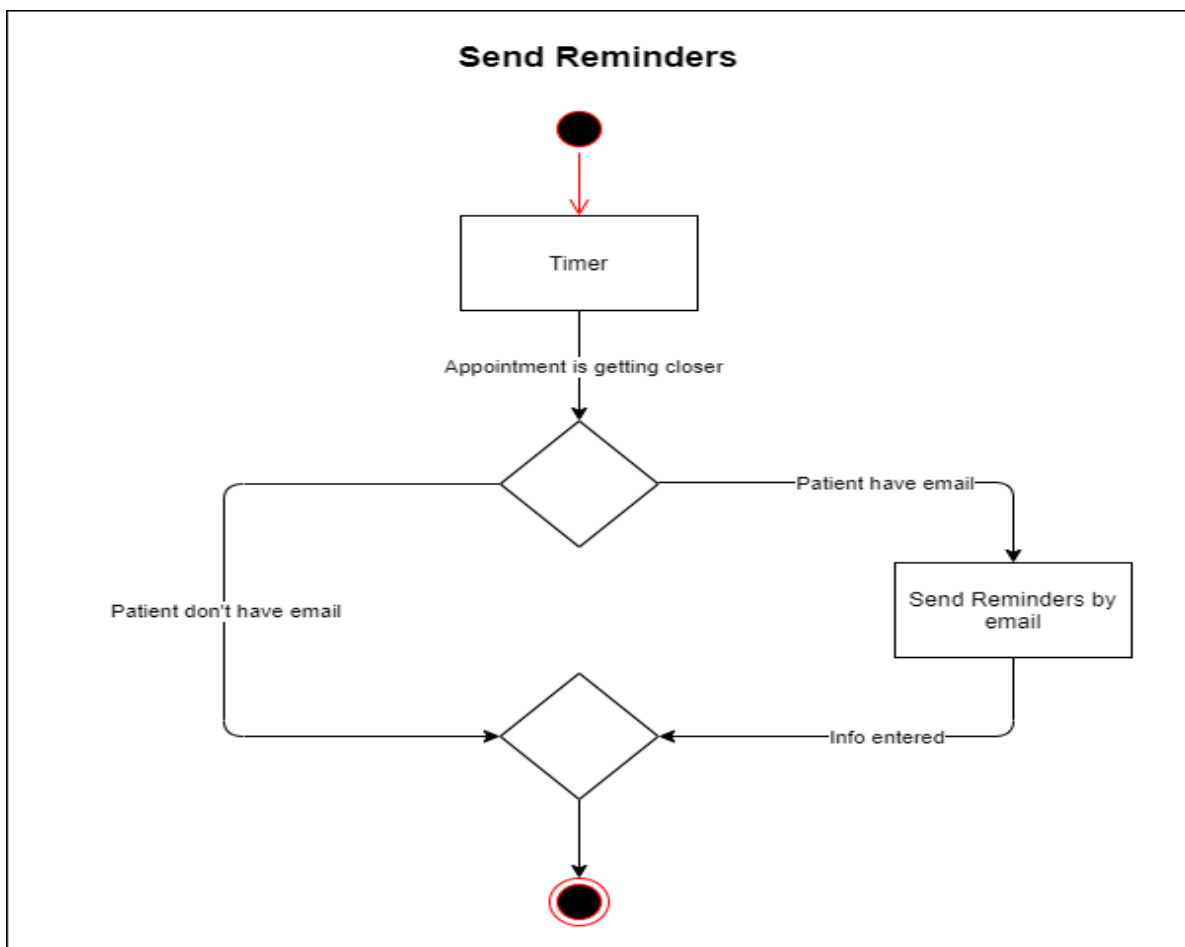 Send Reminders
Timer
Appointment is getting closer
Patient have email
Send Reminders by
email
Patient don't have email
Info entered